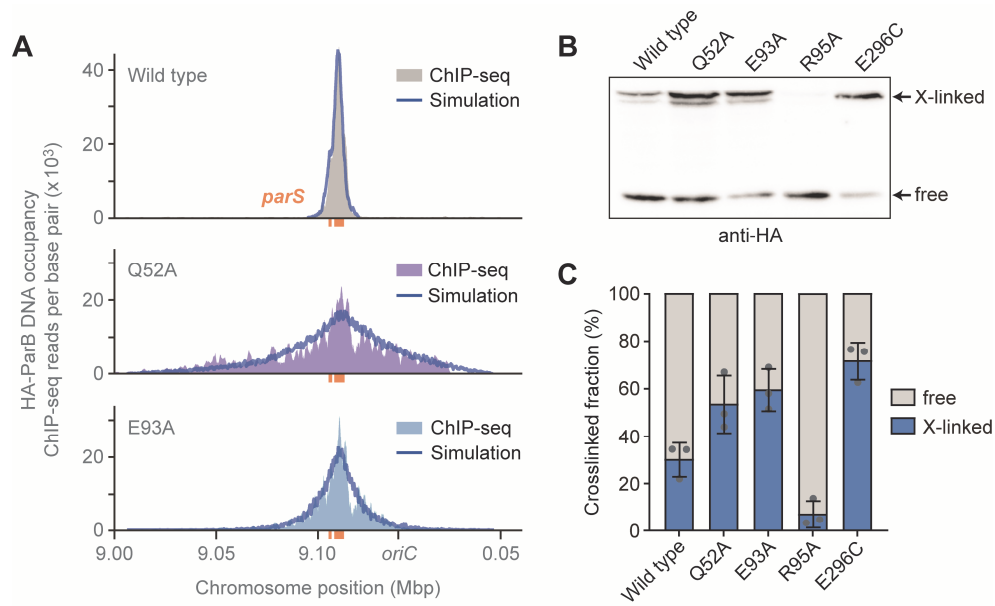 A
HA-ParB DNA occupancy
ChIP-seq reads per base pair (x 10³)
Wild type
ChIP-seq
Simulation
40
20
0
parS
Q52A
ChIP-seq
Simulation
20
0
E93A
ChIP-seq
Simulation
20
0
9.00 9.05 9.10 oriC 0.05
Chromosome position (Mbp)
B
Wild type Q52A E93A R95A E296C
X-linked
free
anti-HA
C
Crosslinked fraction (%)
100
80
60
40
20
0
free
X-linked
Wild type Q52A E93A R95A E296C